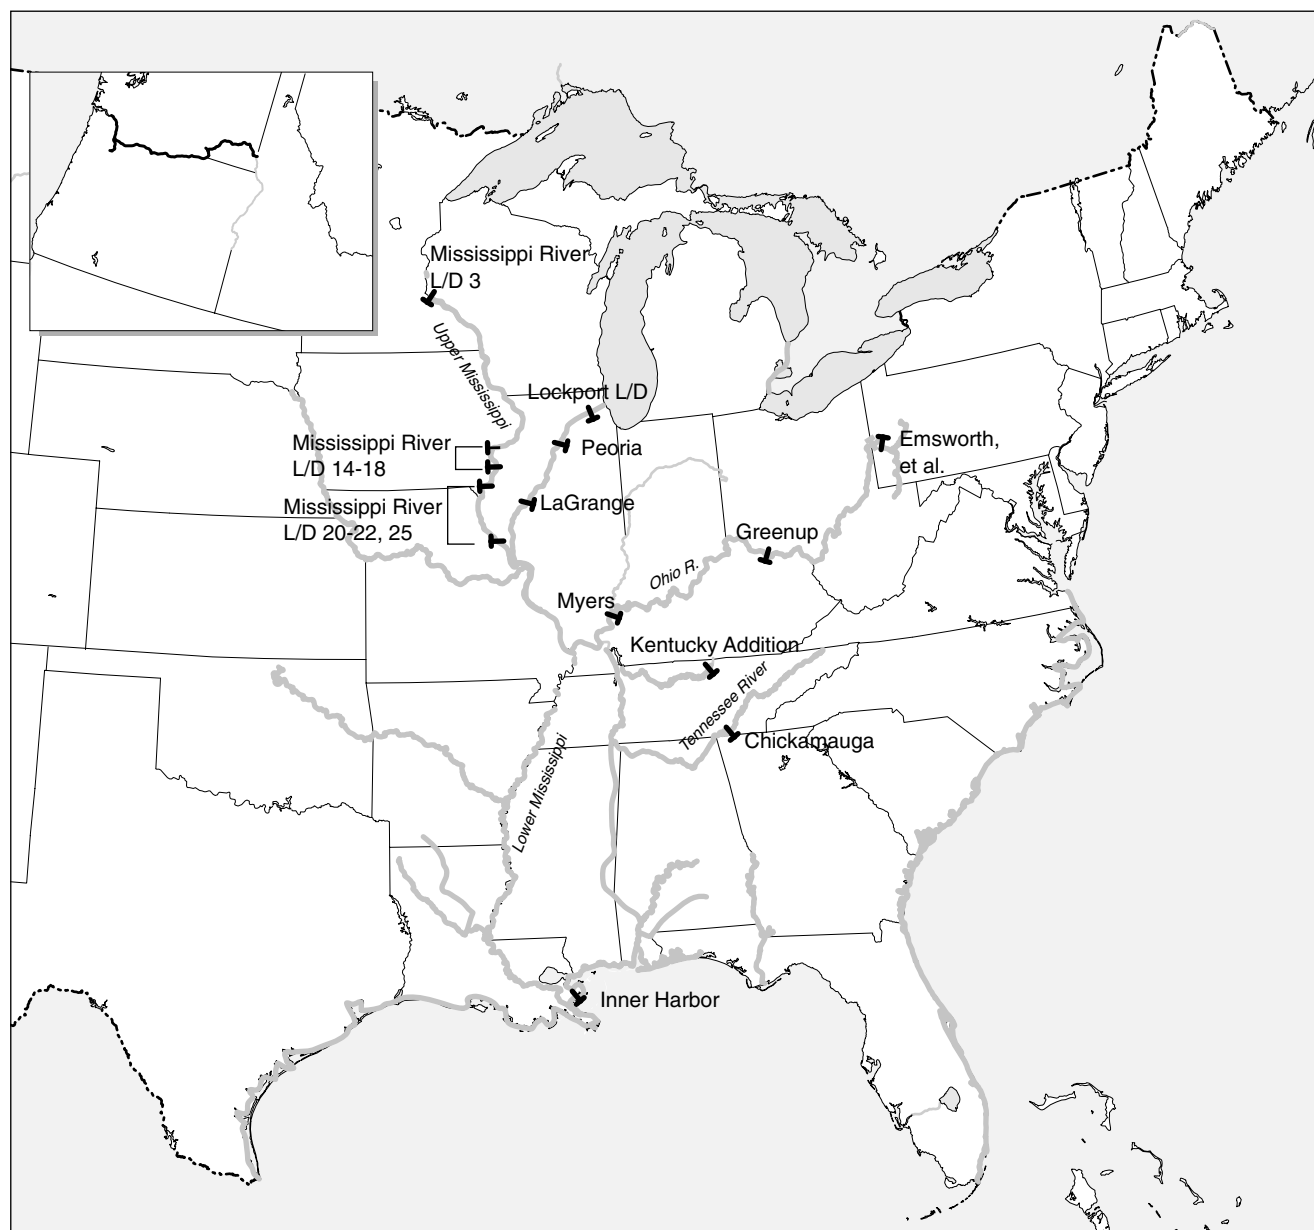 Mississippi River
L/D 3
Upper Mississippi
Lockport L/D
Mississippi River
L/D 14-18
Peoria
Emsworth,
et al.
Mississippi River
L/D 20-22, 25
LaGrange
Greenup
Ohio R.
Myers
Kentucky Addition
Tennessee River
Chickamauga
Lower Mississippi
Inner Harbor